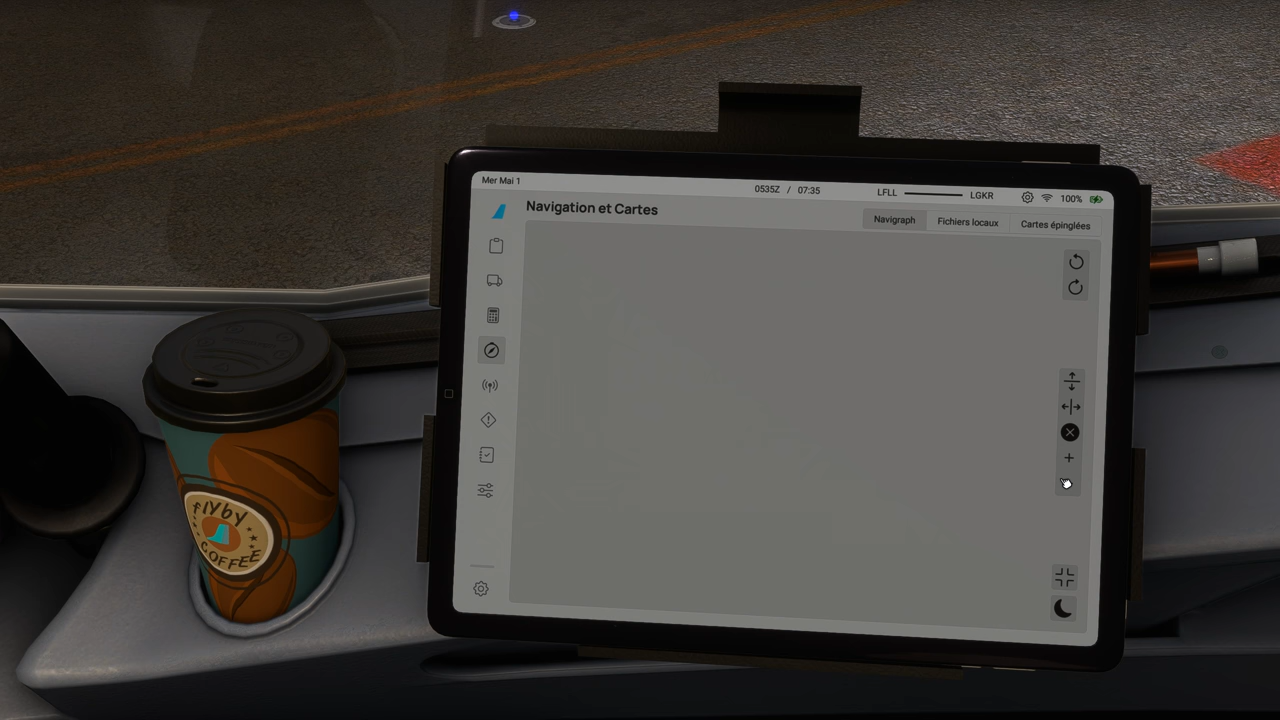 Mer Mai 1
0535Z / 07:35
LFLL
LGKR
100%
Navigation et Cartes
Navigraph
Fichiers locaux
Cartes épinglées
flyby
COFFEE